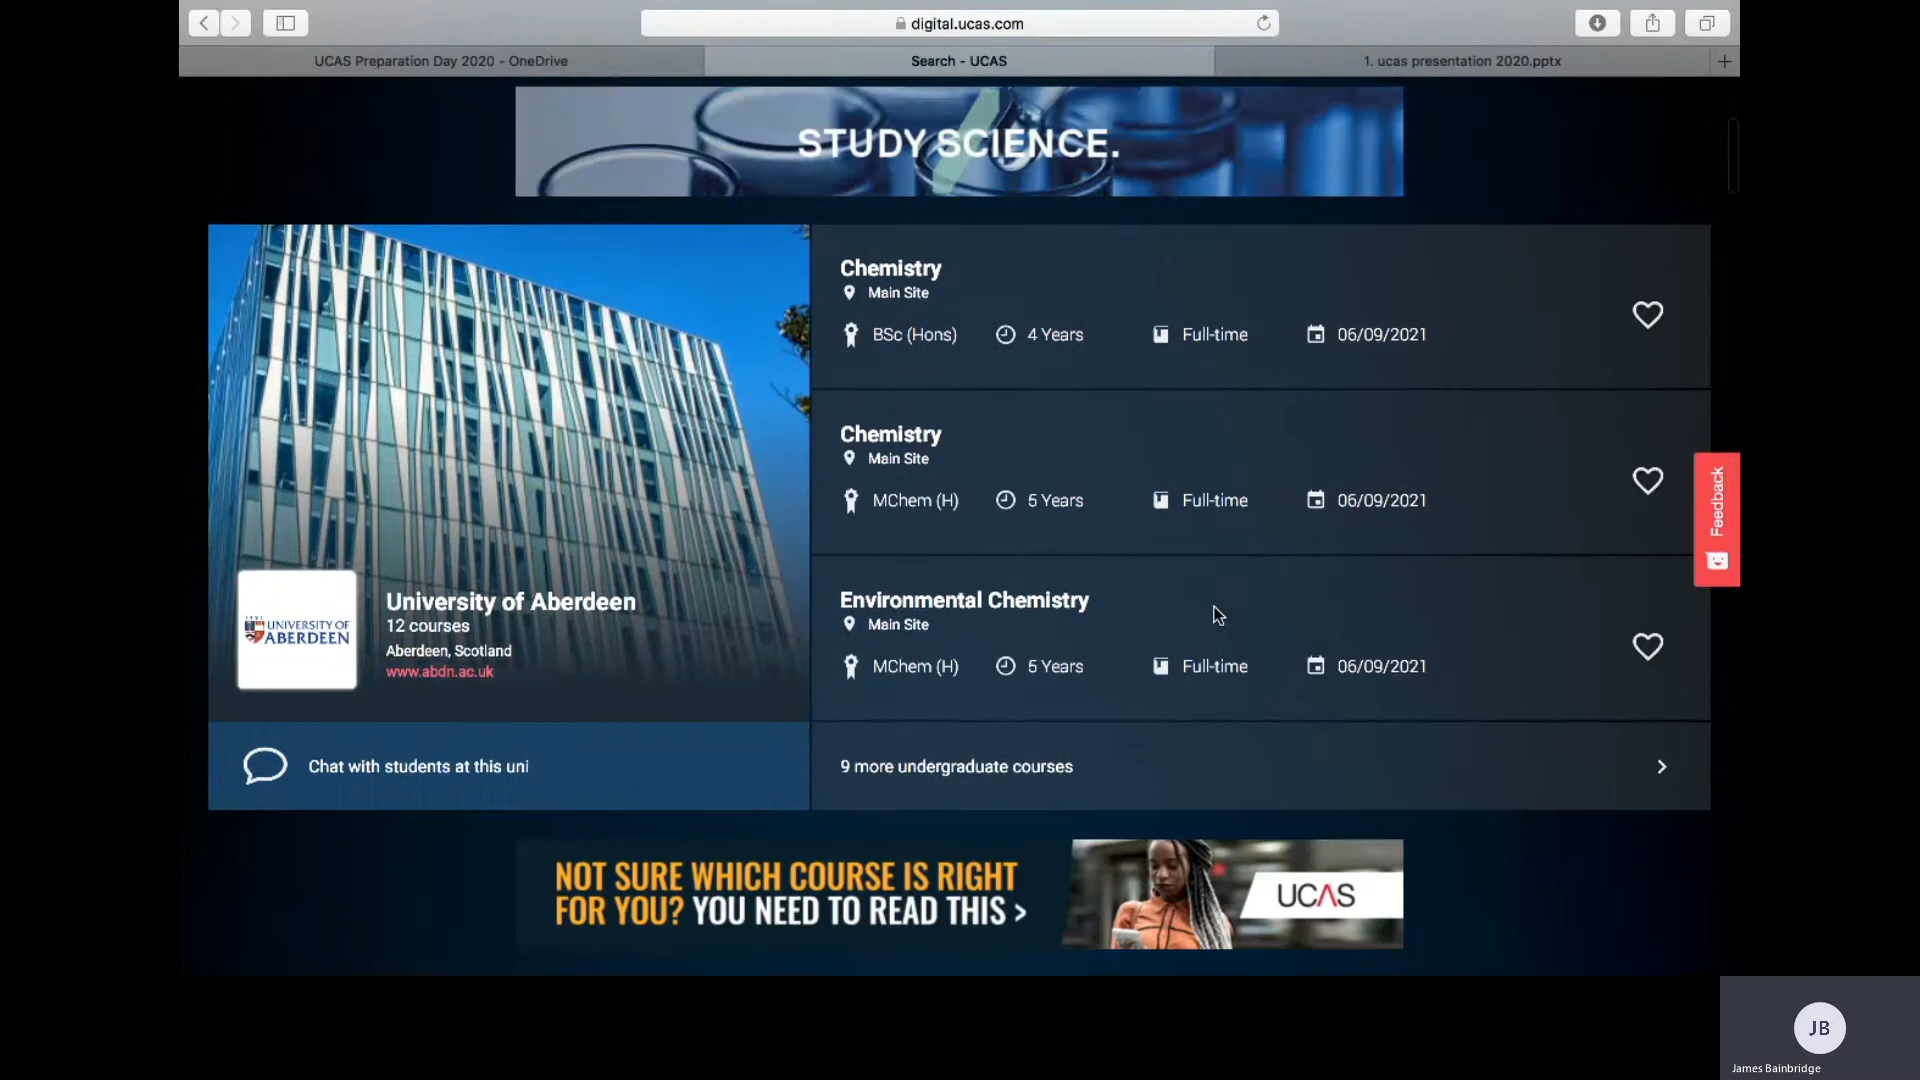 digital.ucas.com
UCAS Preparation Day 2020 - OneDrive
Search - UCAS
1. ucas presentation 2020.pptx
STUDY SCIENCE.
Chemistry
Main Site
BSc (Hons)
4 Years
Full-time
06/09/2021
Chemistry
Main Site
MChem (H)
5 Years
Full-time
06/09/2021
Feedback
Environmental Chemistry
Main Site
MChem (H)
5 Years
Full-time
06/09/2021
UNIVERSITY OF
ABERDEEN
University of Aberdeen
12 courses
Aberdeen, Scotland
www.abdn.ac.uk
Chat with students at this uni
9 more undergraduate courses
NOT SURE WHICH COURSE IS RIGHT
FOR YOU? YOU NEED TO READ THIS >
UCAS
JB
James Bainbridge